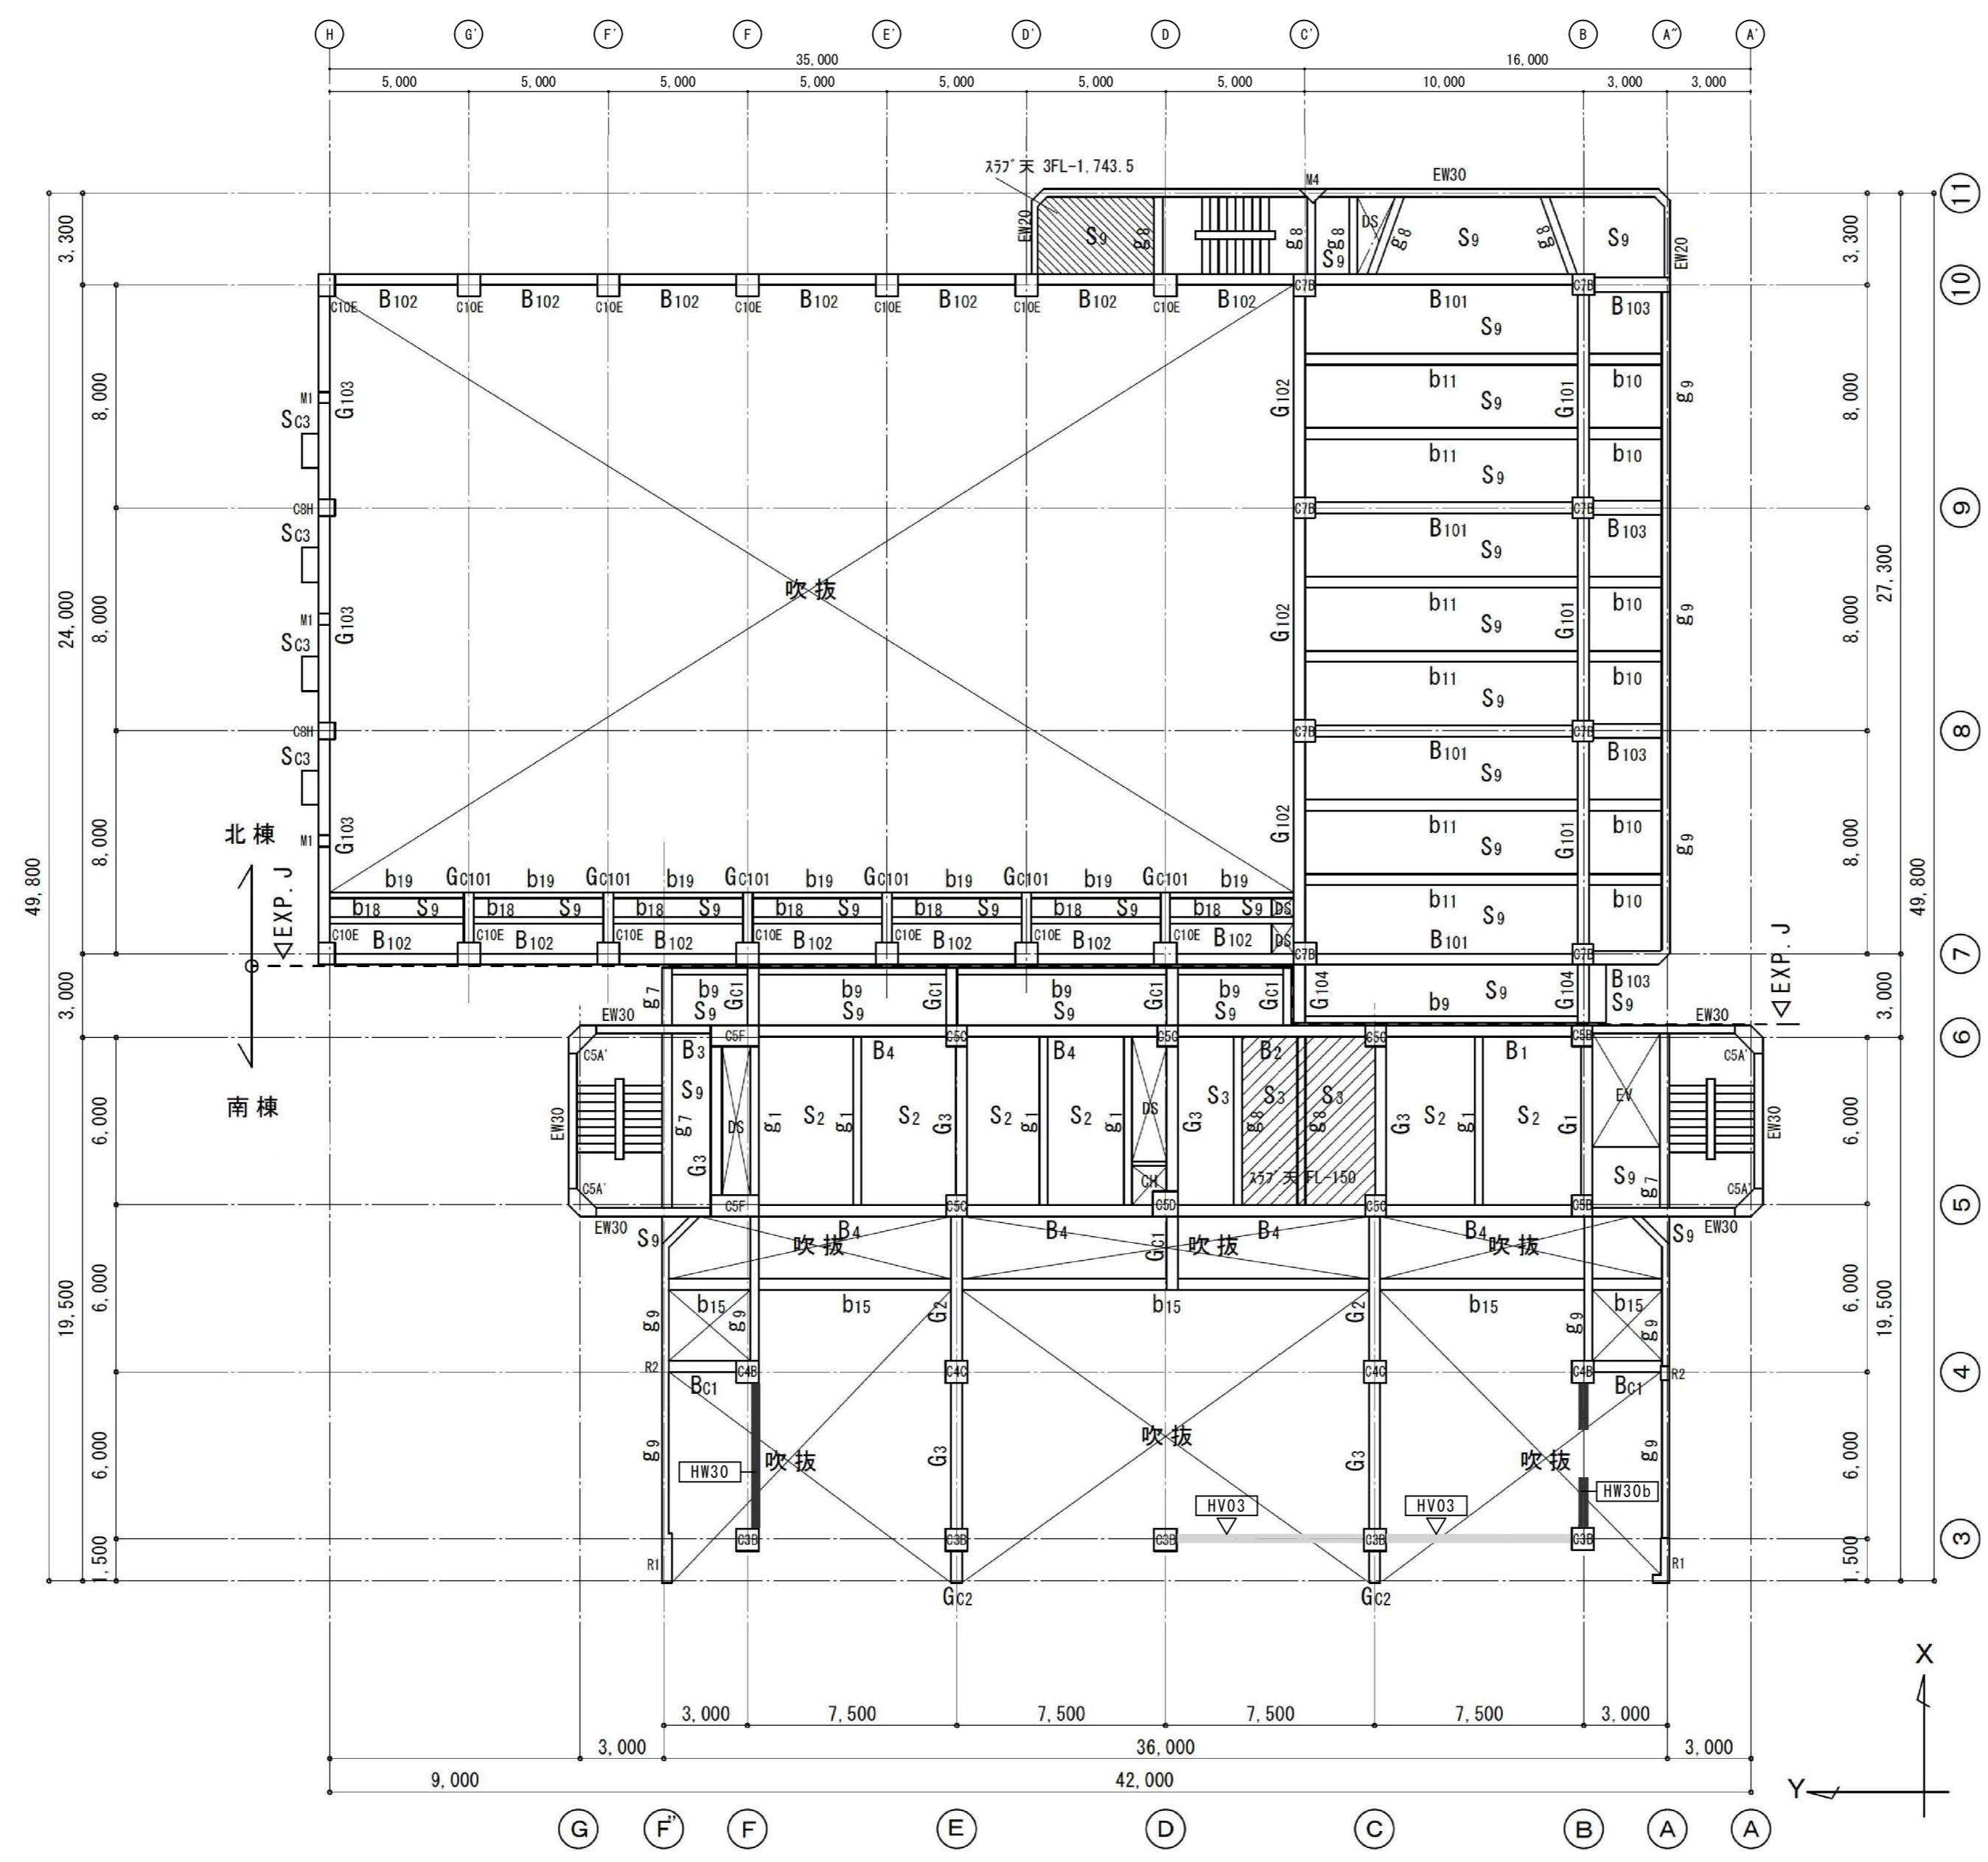 H G' F' F E' D' D C' B A" A'
35,000 16,000
5,000 5,000 5,000 5,000 5,000 5,000 5,000 10,000 3,000 3,000
ｽﾗﾌﾞ天 3FL-1,743.5
M4 EW30
11
3,300 EW20 S9 g8 g8 g8 S9 DS g8 S9 g8 S9 EW20 3,300
10
C10E B102 C10E B102 C10E B102 C10E B102 C10E B102 C10E B102 C10E B102 C7B B101 C7B B103
S9
8,000 M1 G103 G102 b11 G101 b10 g9 8,000
SC3 S9
b11 b10
S9
C8H C7B C7B 9
SC3 B101 B103
S9
27,300
24,000 8,000 吹抜 b11 b10 g9 8,000
M1 G103 G102 S9 G101
SC3 b11 b10
S9
C8H C7B C7B 8
SC3 B101 B103
S9
北棟 8,000 M1 G103 G102 b11 G101 b10 g9 8,000
S9
49,800 49,800
EXP.J b19 GC101 b19 GC101 b19 GC101 b19 GC101 b19 GC101 b19 GC101 b19 b11 b10
b18 S9 b18 S9 b18 S9 b18 S9 b18 S9 b18 S9 b18 S9 DS S9
C10E B102 C10E B102 C10E B102 C10E B102 C10E B102 C10E B102 C10E B102 DS B101
C7B C7B 7
EXP.J
3,000 g7 b9 GC1 b9 GC1 b9 GC1 b9 GC1 G104 S9 G104 B103 3,000
S9 S9 S9 S9 b9 S9
EW30 EW30
C5F C5C C5C C5C C5B 6
南棟 C5A' B3 B4 B4 B2 B1 C5A'
S9 S3 S3 S3 EV
6,000 EW30 g7 DS g1 S2 g1 S2 G3 S2 g1 S2 g1 DS G3 g8 g8 G3 S2 g1 S2 G1 EW30 6,000
G3 CH ｽﾗﾌﾞ天 FL-150 S9 g7
C5A' C5F C5C C5D C5C C5B C5A' 5
EW30 S9 B4 B4 B4 B4 S9 EW30
吹抜 GC1 吹抜 吹抜
19,500 6,000 b15 b15 b15 b15 b15 6,000 19,500
g9 g9 G2 G2 g9 g9
R2 C4B C4C C4C C4B R2 4
BC1 BC1
吹抜
6,000 g9 吹抜 G3 G3 吹抜 g9 6,000
HW30 HW30b
HV03 HV03
C3B C3B C3B C3B C3B 3
1,500 R1 R1 1,500
GC2 GC2
X
3,000 7,500 7,500 7,500 7,500 3,000
3,000 36,000 3,000
9,000 42,000 Y
G F" F E D C B A A